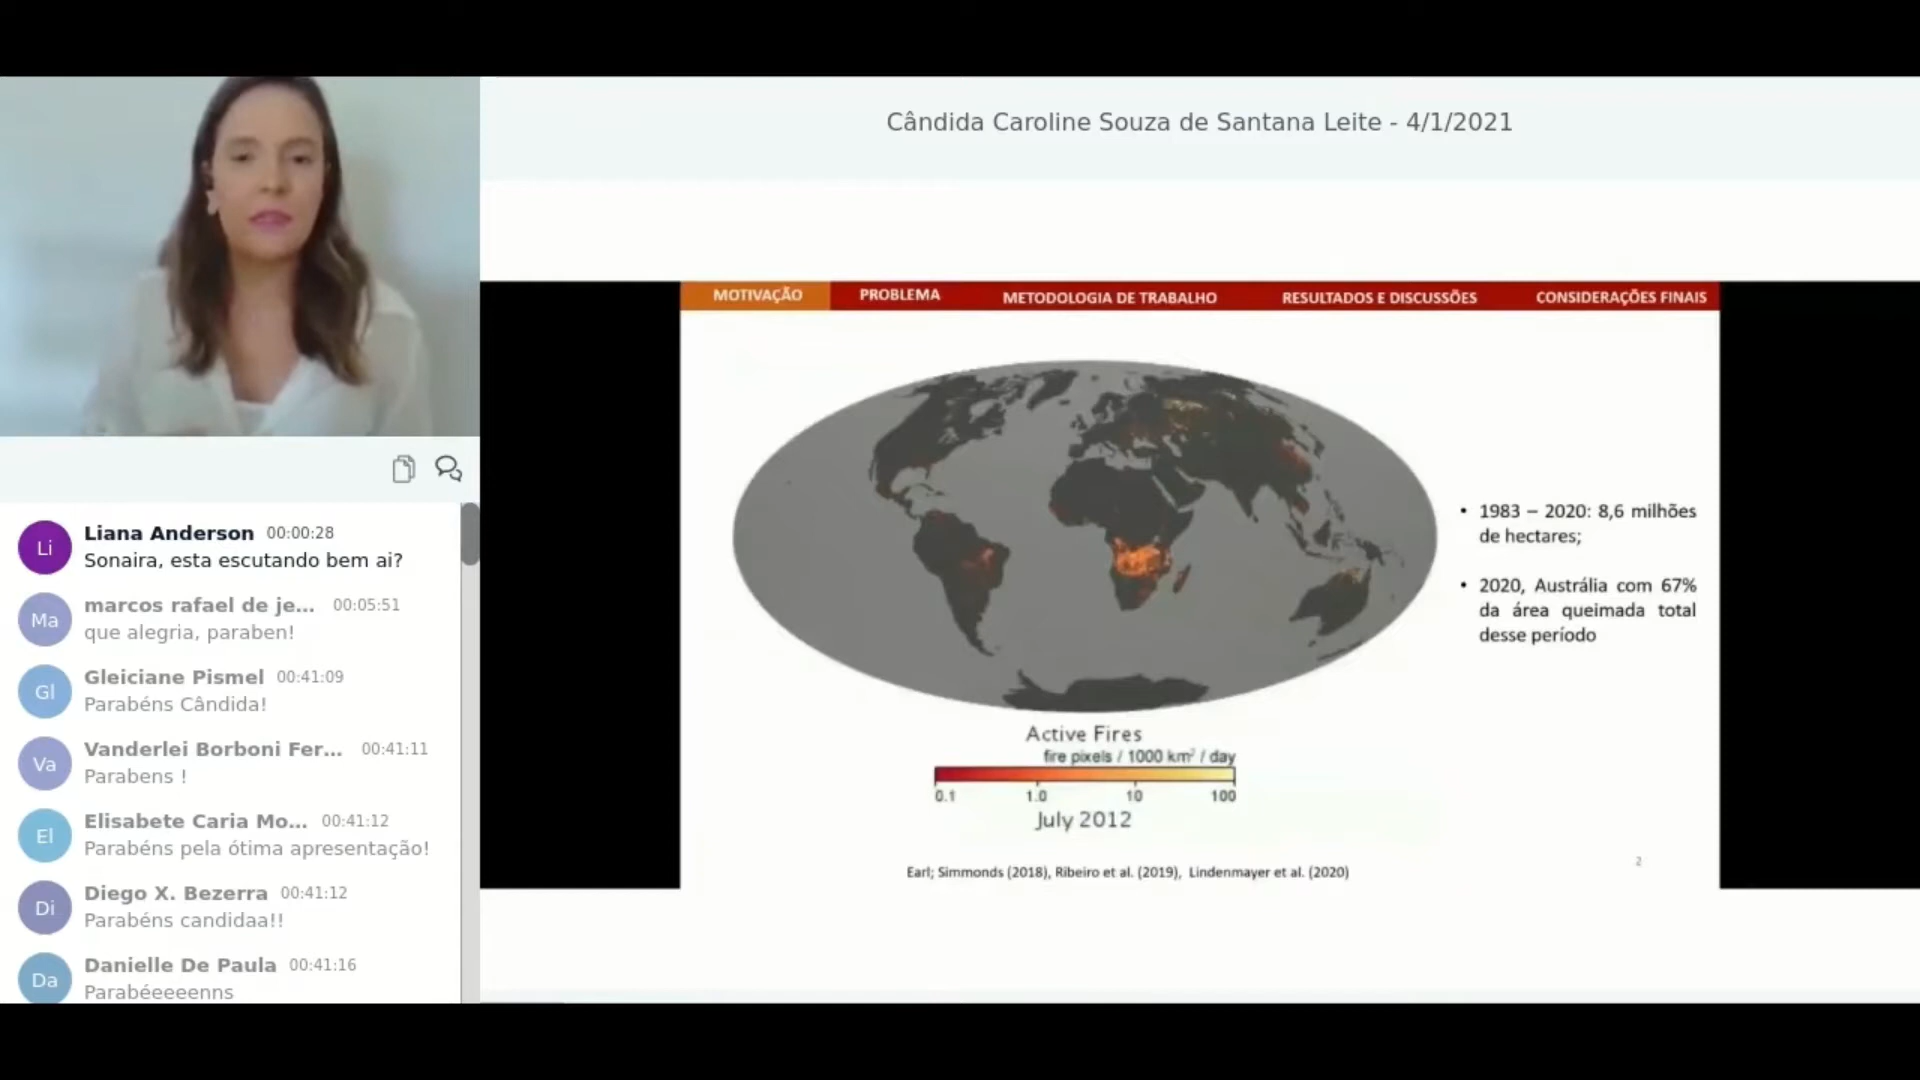 Cândida Caroline Souza de Santana Leite - 4/1/2021
Li
Liana Anderson 00:00:28
Sonaira, esta escutando bem ai?
Ma
marcos rafael de je... 00:05:51
que alegria, paraben!
Gl
Gleiciane Pismel 00:41:09
Parabéns Cândida!
Va
Vanderlei Borboni Fer... 00:41:11
Parabens !
El
Elisabete Caria Mo... 00:41:12
Parabéns pela ótima apresentação!
Di
Diego X. Bezerra 00:41:12
Parabéns candidaa!!
Da
Danielle De Paula 00:41:16
Parabéeeeenns
MOTIVAÇÃO PROBLEMA METODOLOGIA DE TRABALHO RESULTADOS E DISCUSSÕES CONSIDERAÇÕES FINAIS
• 1983 – 2020: 8,6 milhões
de hectares;
• 2020, Austrália com 67%
da área queimada total
desse período
Active Fires
fire pixels / 1000 km² / day
0.1 1.0 10 100
July 2012
Earl; Simmonds (2018), Ribeiro et al. (2019), Lindenmayer et al. (2020)
2